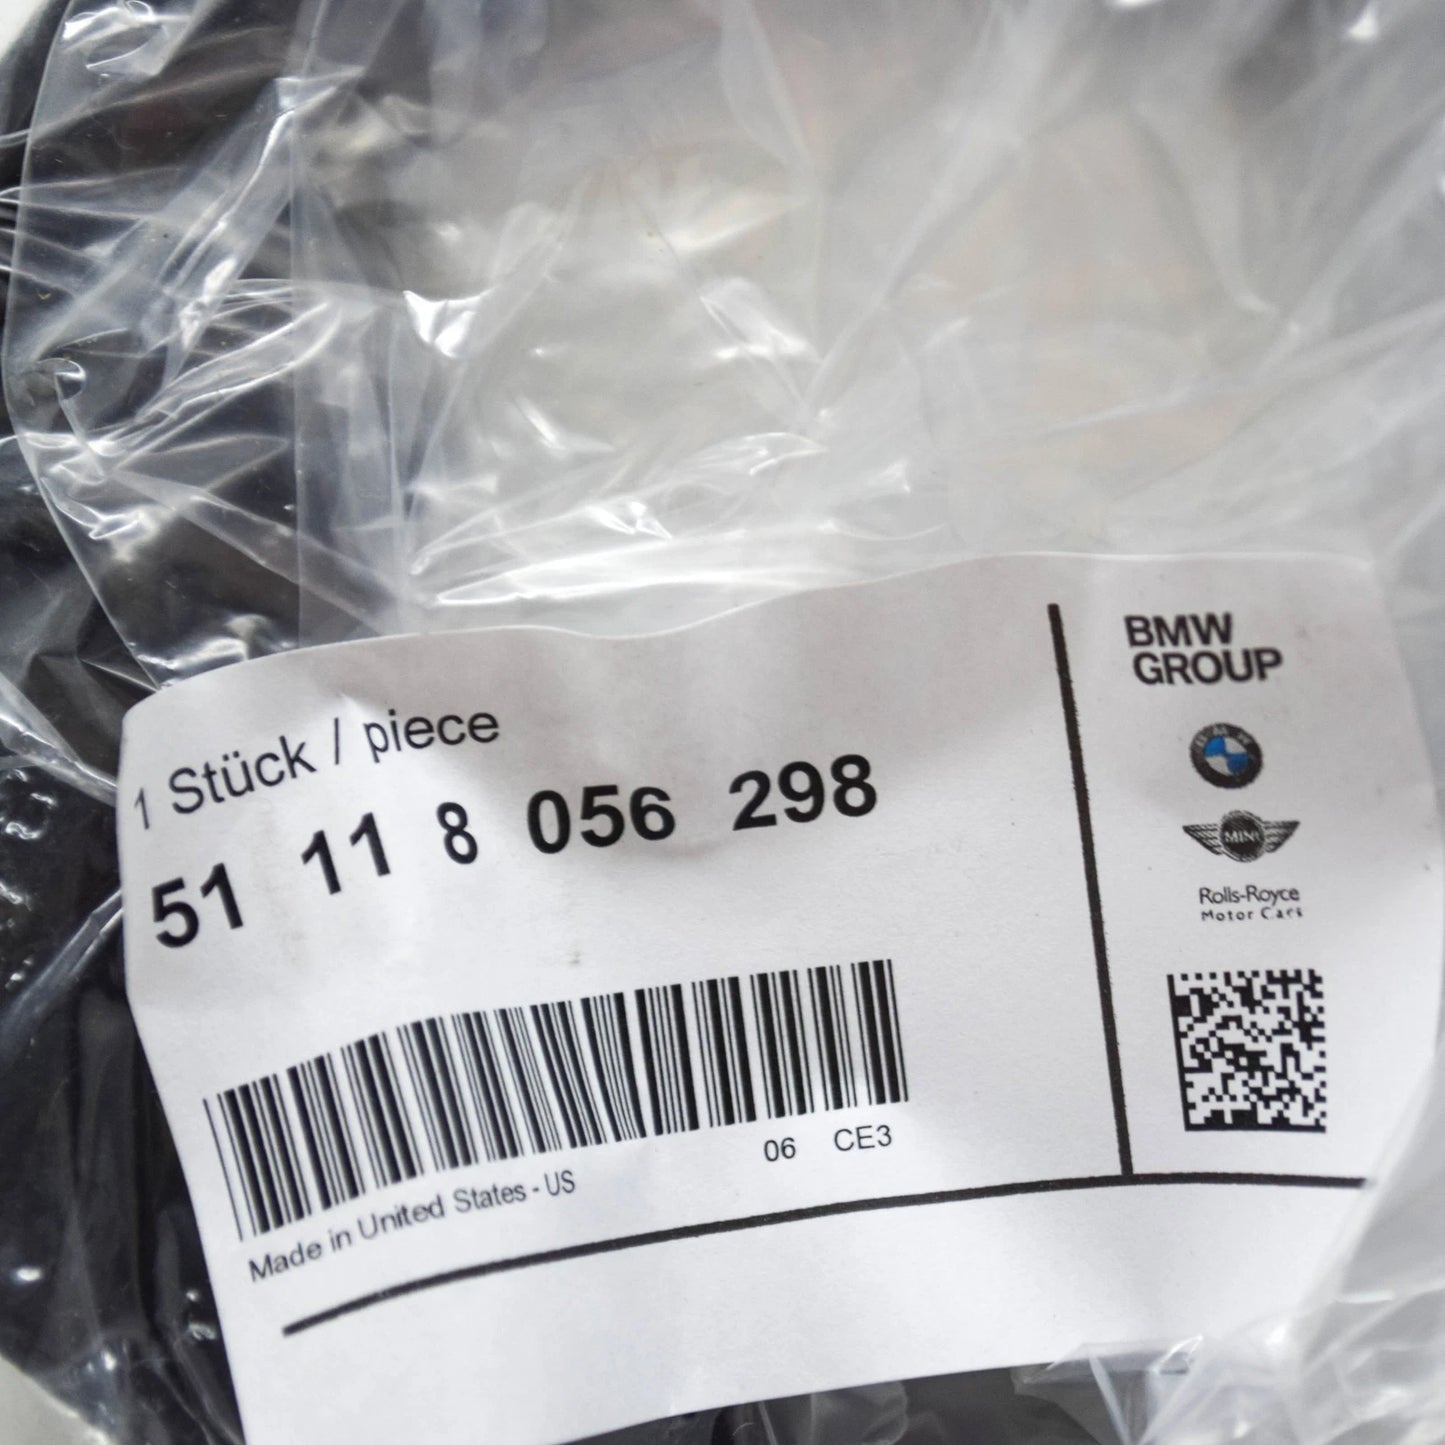 1 Stück / piece
51 11 8 056 298
06 CE3
Made in United States - US
BMW
GROUP
BMW
MINI
Rolls-Royce
Motor Cars